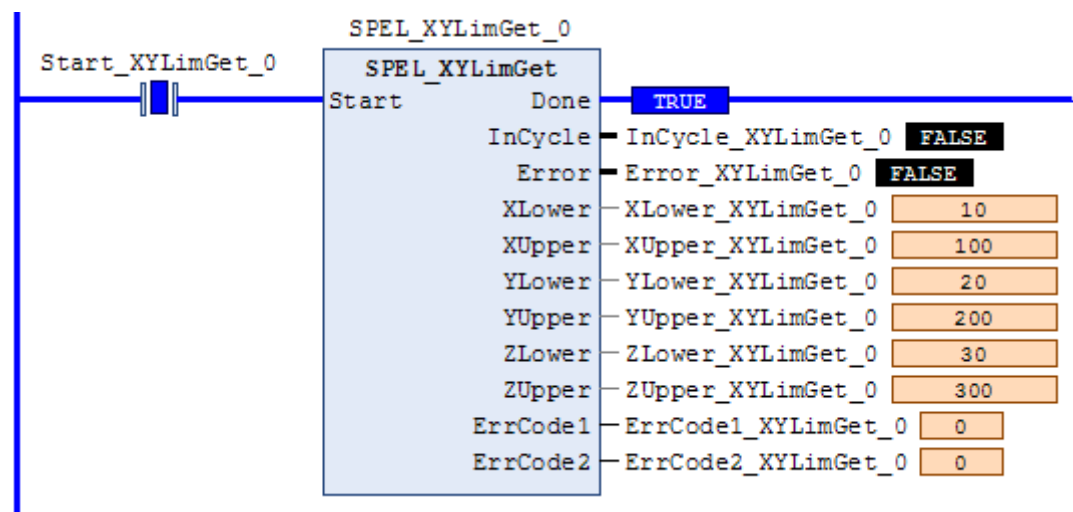 SPEL_XYLimGet_0
Start_XYLimGet_0 SPEL_XYLimGet
Start Done TRUE
InCycle InCycle_XYLimGet_0 FALSE
Error Error_XYLimGet_0 FALSE
XLower XLower_XYLimGet_0 10
XUpper XUpper_XYLimGet_0 100
YLower YLower_XYLimGet_0 20
YUpper YUpper_XYLimGet_0 200
ZLower ZLower_XYLimGet_0 30
ZUpper ZUpper_XYLimGet_0 300
ErrCode1 ErrCode1_XYLimGet_0 0
ErrCode2 ErrCode2_XYLimGet_0 0